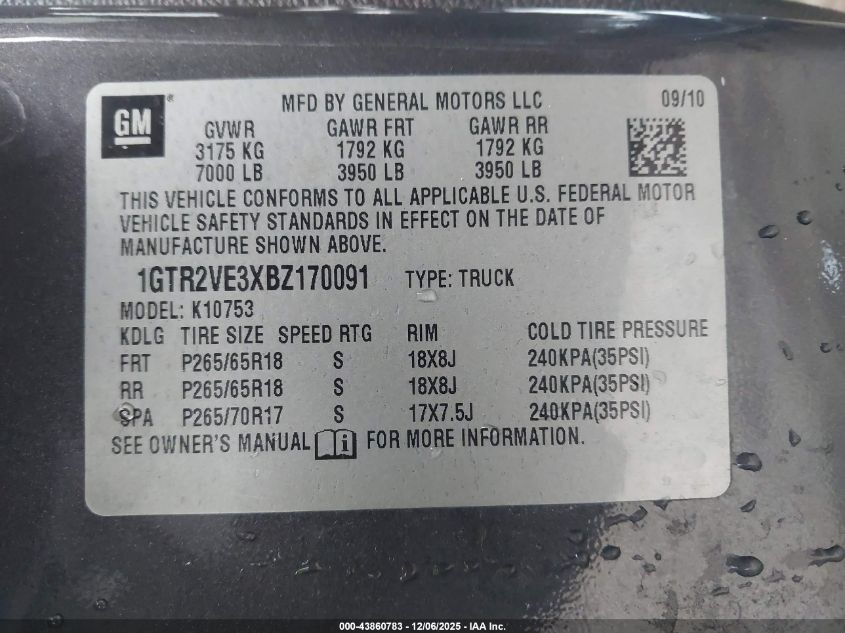 GM
MFD BY GENERAL MOTORS LLC 09/10
GVWR GAWR FRT GAWR RR
3175 KG 1792 KG 1792 KG
7000 LB 3950 LB 3950 LB
THIS VEHICLE CONFORMS TO ALL APPLICABLE U.S. FEDERAL MOTOR
VEHICLE SAFETY STANDARDS IN EFFECT ON THE DATE OF
MANUFACTURE SHOWN ABOVE.
1GTR2VE3XBZ170091 TYPE: TRUCK
MODEL: K10753
KDLG TIRE SIZE SPEED RTG RIM COLD TIRE PRESSURE
FRT P265/65R18 S 18X8J 240KPA(35PSI)
RR P265/65R18 S 18X8J 240KPA(35PSI)
SPA P265/70R17 S 17X7.5J 240KPA(35PSI)
SEE OWNER'S MANUAL FOR MORE INFORMATION.
000-43860783 - 12/06/2025 - IAA Inc.